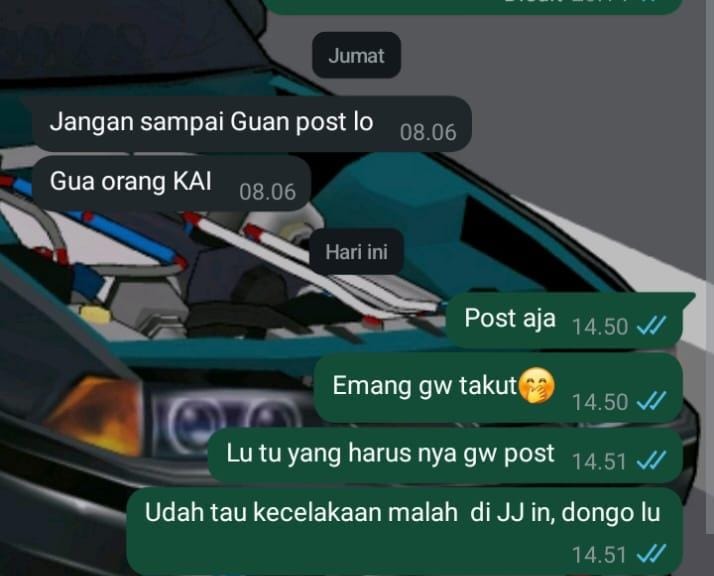 Jumat
Jangan sampai Guan post lo 08.06
Gua orang KAI 08.06
Hari ini
Post aja 14.50
Emang gw takut🤭 14.50
Lu tu yang harus nya gw post 14.51
Udah tau kecelakaan malah di JJ in, dongo lu
14.51